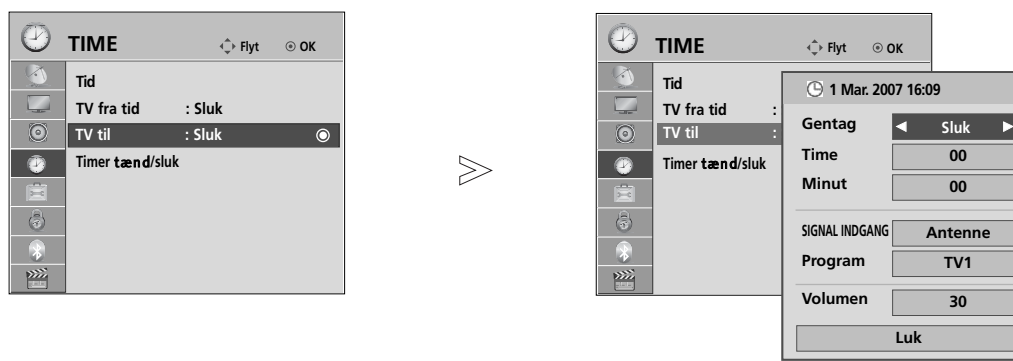 TIME Flyt OK
Tid
TV fra tid : Sluk
TV til : Sluk
Timer tænd/sluk
TIME Flyt OK
Tid
TV fra tid :
TV til :
Timer tænd/sluk
1 Mar. 2007 16:09
Gentag Sluk
Time 00
Minut 00
SIGNAL INDGANG Antenne
Program TV1
Volumen 30
Luk